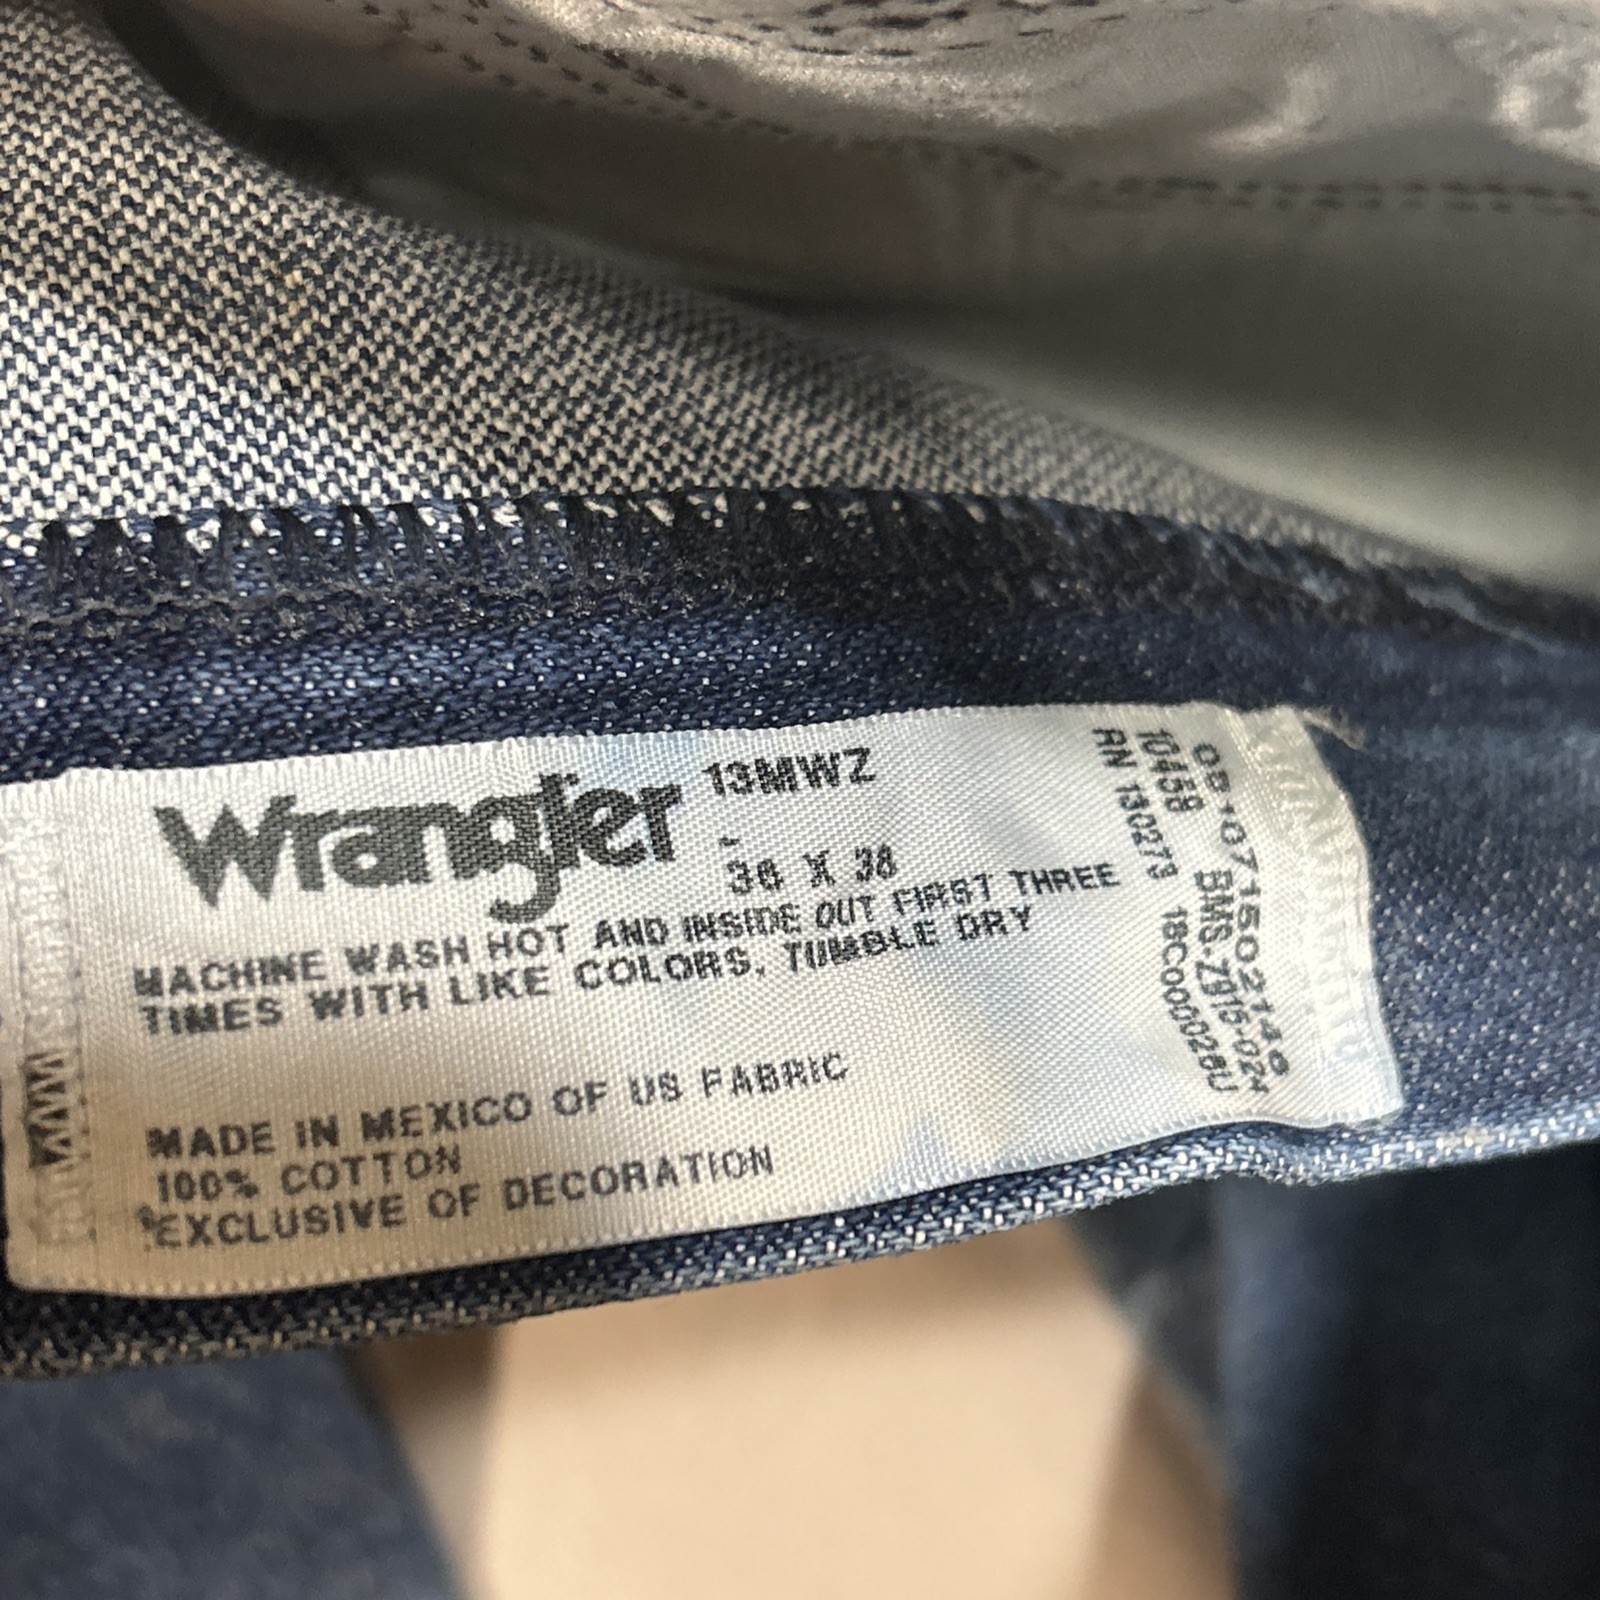 Wrangler 13MWZ
36 X 38
MACHINE WASH HOT AND INSIDE OUT FIRST THREE
TIMES WITH LIKE COLORS, TUMBLE DRY
MADE IN MEXICO OF US FABRIC
100% COTTON
EXCLUSIVE OF DECORATION
RN 130273
10458